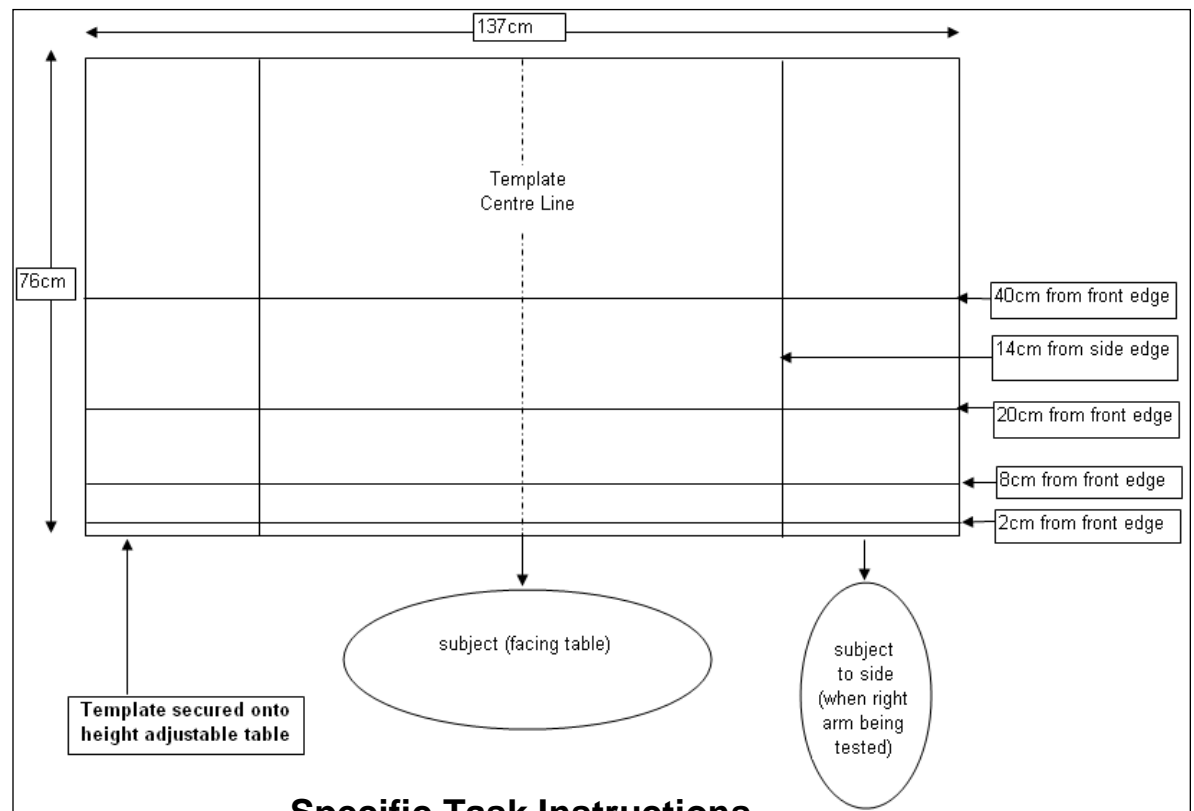 137cm
Template
Centre Line
76cm
40cm from front edge
14cm from side edge
20cm from front edge
8cm from front edge
2cm from front edge
subject (facing table)
subject
to side
(when right
arm being
tested)
Template secured onto
height adjustable table
Specific Task Instructions